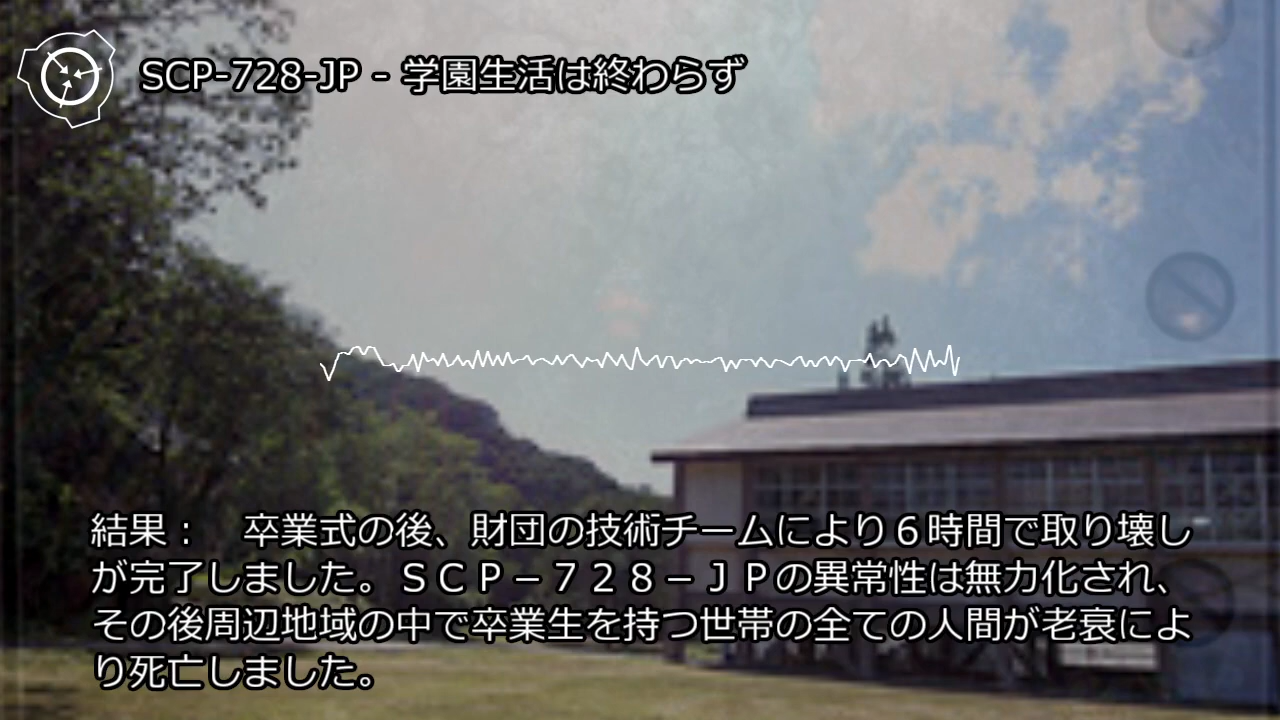 SCP-728-JP - 学園生活は終わらず
結果：　卒業式の後、財団の技術チームにより６時間で取り壊し
が完了しました。ＳＣＰ－７２８－ＪＰの異常性は無力化され、
その後周辺地域の中で卒業生を持つ世帯の全ての人間が老衰によ
り死亡しました。